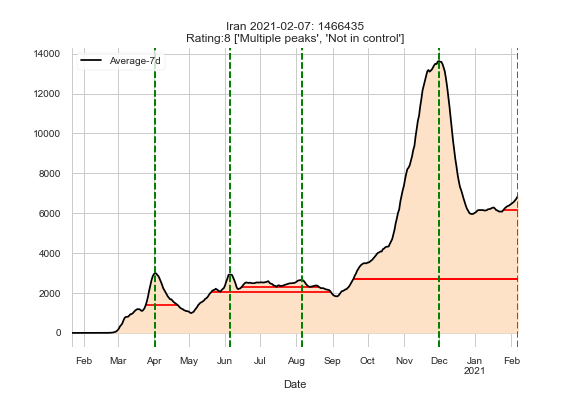 Iran 2021-02-07: 1466435
Rating:8 ['Multiple peaks', 'Not in control']
Average-7d
14000
12000
10000
8000
6000
4000
2000
0
Feb Mar Apr May Jun Jul Aug Sep Oct Nov Dec Jan Feb
2021
Date